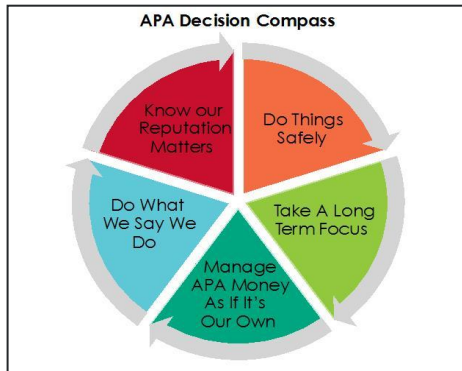 APA Decision Compass
Know our
Reputation
Matters
Do Things
Safely
Take A Long
Term Focus
Manage
APA Money
As If It's
Our Own
Do What
We Say We
Do